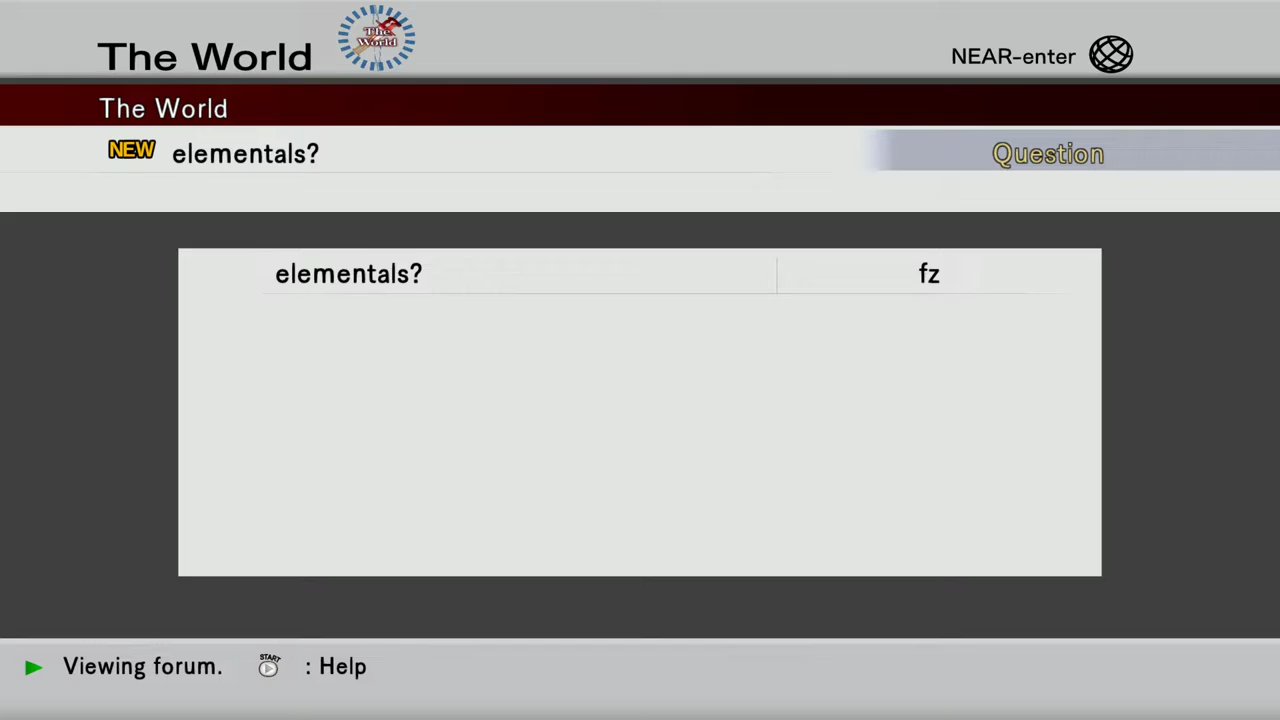 The World
The World
NEAR-enter
The World
NEW elementals? Question
elementals? fz
Viewing forum. START : Help